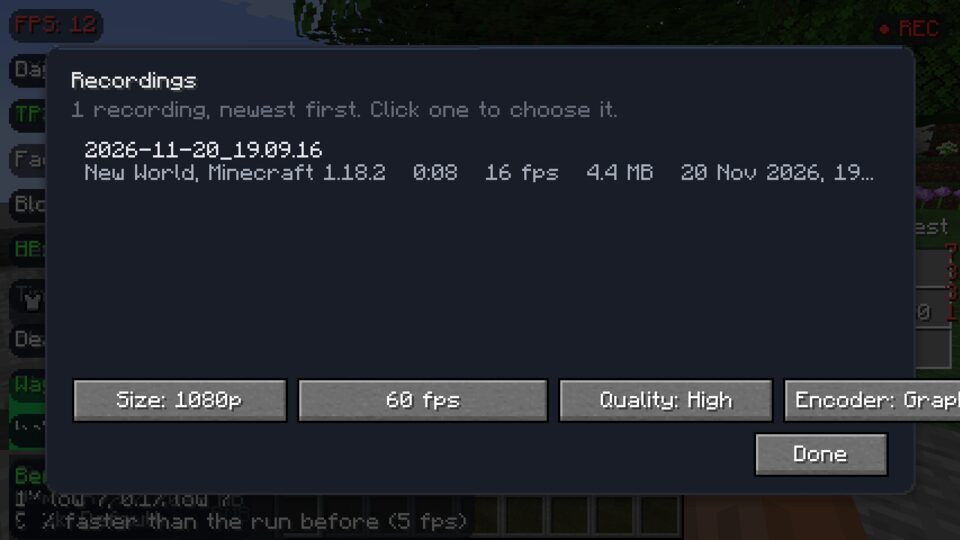 FPS: 12
REC
Recordings
1 recording, newest first. Click one to choose it.
2026-11-20_19.09.16
New World, Minecraft 1.18.2 0:08 16 fps 4.4 MB 20 Nov 2026, 19...
Size: 1080p
60 fps
Quality: High
Encoder: Grap
Done
faster than the run before (5 fps)